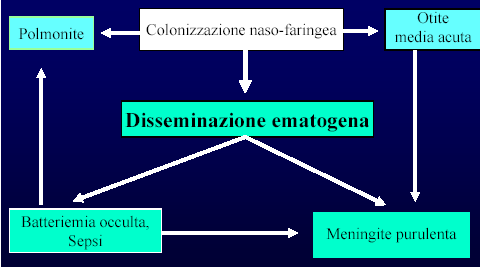 Polmonite
Colonizzazione naso-faringea
Otite
media acuta
Disseminazione ematogena
Batteriemia occulta,
Sepsi
Meningite purulenta